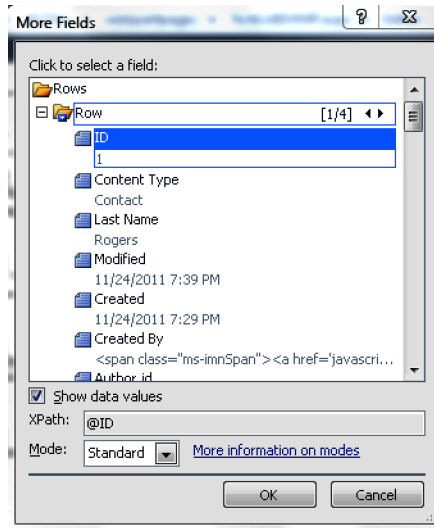 More Fields
Click to select a field:
Rows
Row [1/4]
ID
1
Content Type
Contact
Last Name
Rogers
Modified
11/24/2011 7:39 PM
Created
11/24/2011 7:29 PM
Created By
<span class="ms-imnSpan"><a href='javascri...
Author id
Show data values
XPath: @ID
Mode: Standard More information on modes
OK Cancel